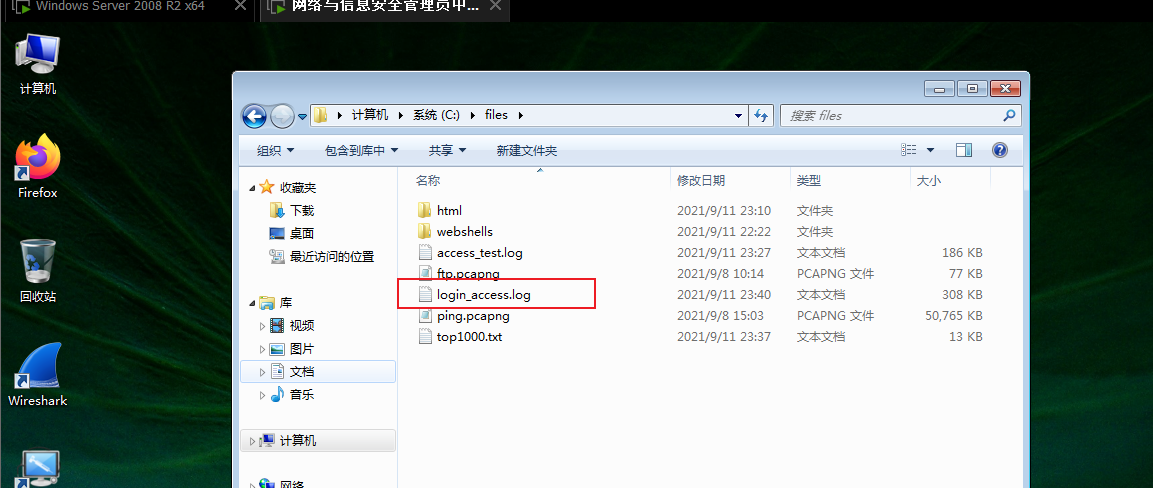 Windows Server 2008 R2 x64
网络与信息安全管理员中...
计算机
Firefox
回收站
Wireshark
计算机 系统 (C:) files
搜索 files
组织 包含到库中 共享 新建文件夹
收藏夹
下载
桌面
最近访问的位置
库
视频
图片
文档
音乐
计算机
网络
名称 修改日期 类型 大小
html 2021/9/11 23:10 文件夹
webshells 2021/9/11 22:22 文件夹
access_test.log 2021/9/11 23:27 文本文档 186 KB
ftp.pcapng 2021/9/8 10:14 PCAPNG 文件 77 KB
login_access.log 2021/9/11 23:40 文本文档 308 KB
ping.pcapng 2021/9/8 15:03 PCAPNG 文件 50,765 KB
top1000.txt 2021/9/11 23:37 文本文档 13 KB